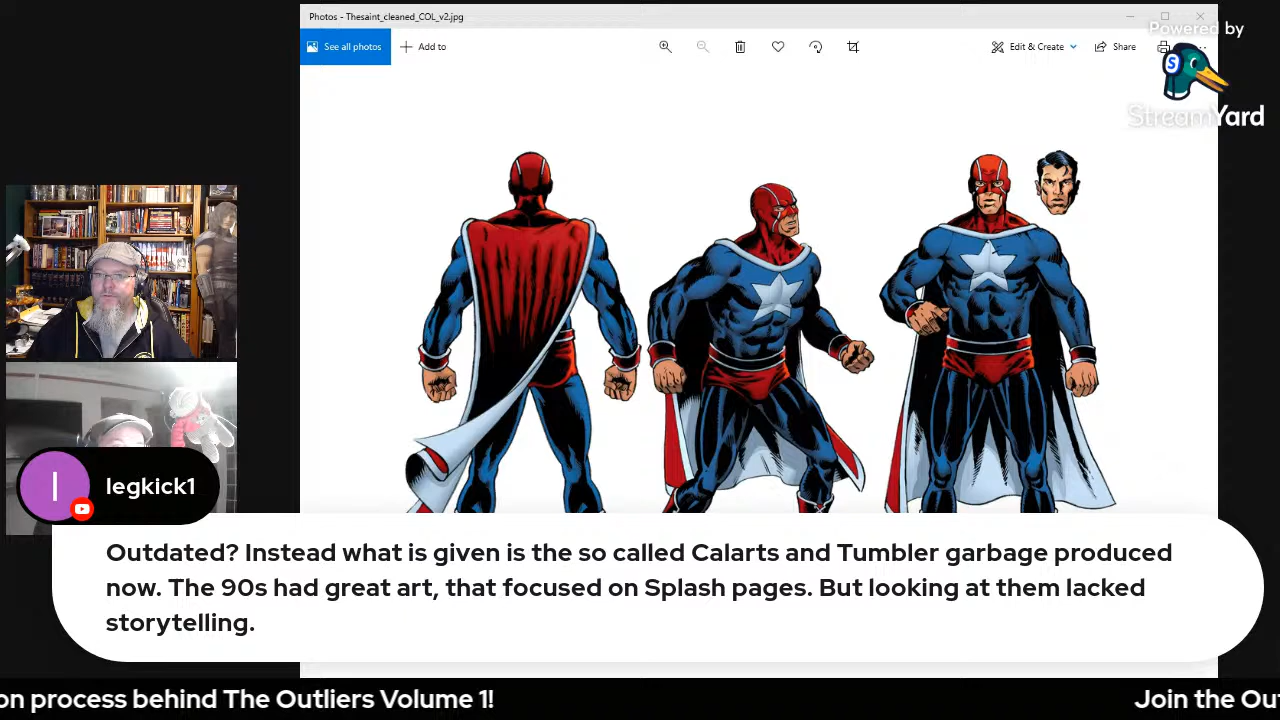 Photos - Thesaint_cleaned_COL_v2.jpg
Powered by
See all photos
Add to
Edit & Create
Share
S
StreamYard
l
legkick1
Outdated? Instead what is given is the so called Calarts and Tumbler garbage produced
now. The 90s had great art, that focused on Splash pages. But looking at them lacked
storytelling.
on process behind The Outliers Volume 1!
Join the Out